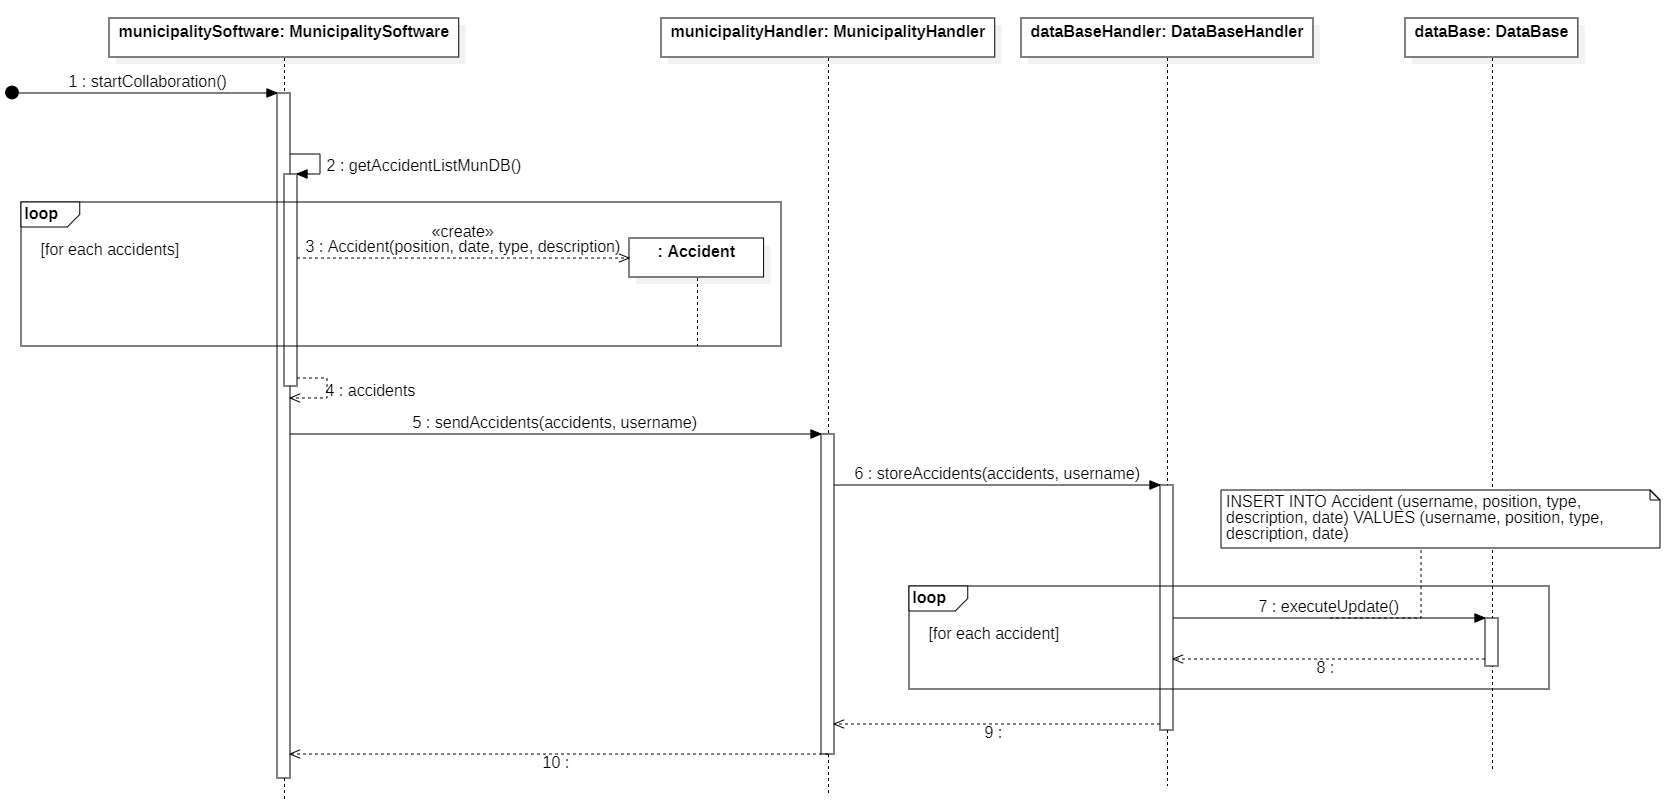 municipalitySoftware: MunicipalitySoftware
municipalityHandler: MunicipalityHandler
dataBaseHandler: DataBaseHandler
dataBase: DataBase
1 : startCollaboration()
2 : getAccidentListMunDB()
loop
[for each accidents]
«create»
3 : Accident(position, date, type, description)
: Accident
4 : accidents
5 : sendAccidents(accidents, username)
6 : storeAccidents(accidents, username)
INSERT INTO Accident (username, position, type,
description, date) VALUES (username, position, type,
description, date)
loop
[for each accident]
7 : executeUpdate()
8 :
9 :
10 :